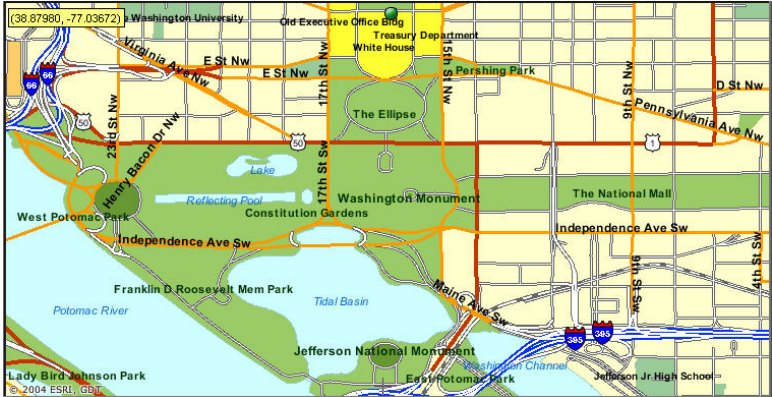 (38.87980, -77.03672)
e Washington University
Old Executive Office Bldg
Treasury Department
White House
Virginia Ave Nw
E St Nw
E St Nw
17th St Nw
15th St Nw
Pershing Park
9th St Nw
D St Nw
66
66
50
23rd St Nw
Henry Bacon Dr Nw
The Ellipse
Pennsylvania Ave Nw
50
1
17th St Sw
Lake
Reflecting Pool
Washington Monument
The National Mall
Constitution Gardens
West Potomac Park
Independence Ave Sw
Independence Ave Sw
9th St Sw
4th St Sw
Franklin D Roosevelt Mem Park
Tidal Basin
Maine Ave Sw
Potomac River
395
395
Jefferson National Monument
Washington Channel
Lady Bird Johnson Park
East Potomac Park
Jefferson Jr High School
© 2004 ESRI, GDT